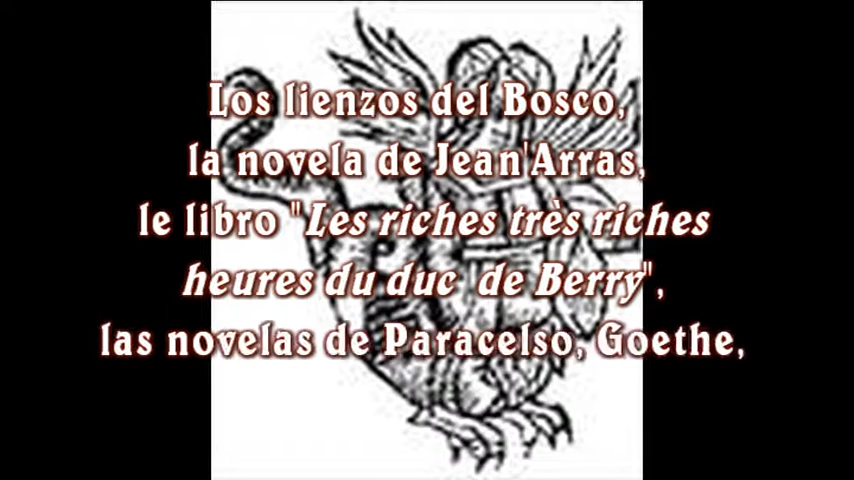 Los lienzos del Bosco,
la novela de Jean'Arras,
le libro "Les riches très riches
heures du duc de Berry",
las novelas de Paracelso, Goethe,